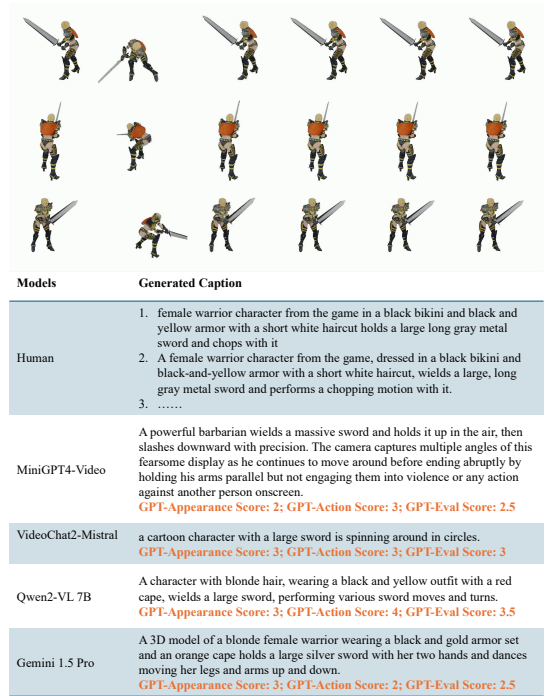 Models Generated Caption
Human
1. female warrior character from the game in a black bikini and black and
yellow armor with a short white haircut holds a large long gray metal
sword and chops with it
2. A female warrior character from the game, dressed in a black bikini and
black-and-yellow armor with a short white haircut, wields a large, long
gray metal sword and performs a chopping motion with it.
3. ……
MiniGPT4-Video
A powerful barbarian wields a massive sword and holds it up in the air, then
slashes downward with precision. The camera captures multiple angles of this
fearsome display as he continues to move around before ending abruptly by
holding his arms parallel but not engaging them into violence or any action
against another person onscreen.
GPT-Appearance Score: 2; GPT-Action Score: 3; GPT-Eval Score: 2.5
VideoChat2-Mistral
a cartoon character with a large sword is spinning around in circles.
GPT-Appearance Score: 3; GPT-Action Score: 3; GPT-Eval Score: 3
Qwen2-VL 7B
A character with blonde hair, wearing a black and yellow outfit with a red
cape, wields a large sword, performing various sword moves and turns.
GPT-Appearance Score: 3; GPT-Action Score: 4; GPT-Eval Score: 3.5
Gemini 1.5 Pro
A 3D model of a blonde female warrior wearing a black and gold armor set
and an orange cape holds a large silver sword with her two hands and dances
moving her legs and arms up and down.
GPT-Appearance Score: 3; GPT-Action Score: 2; GPT-Eval Score: 2.5